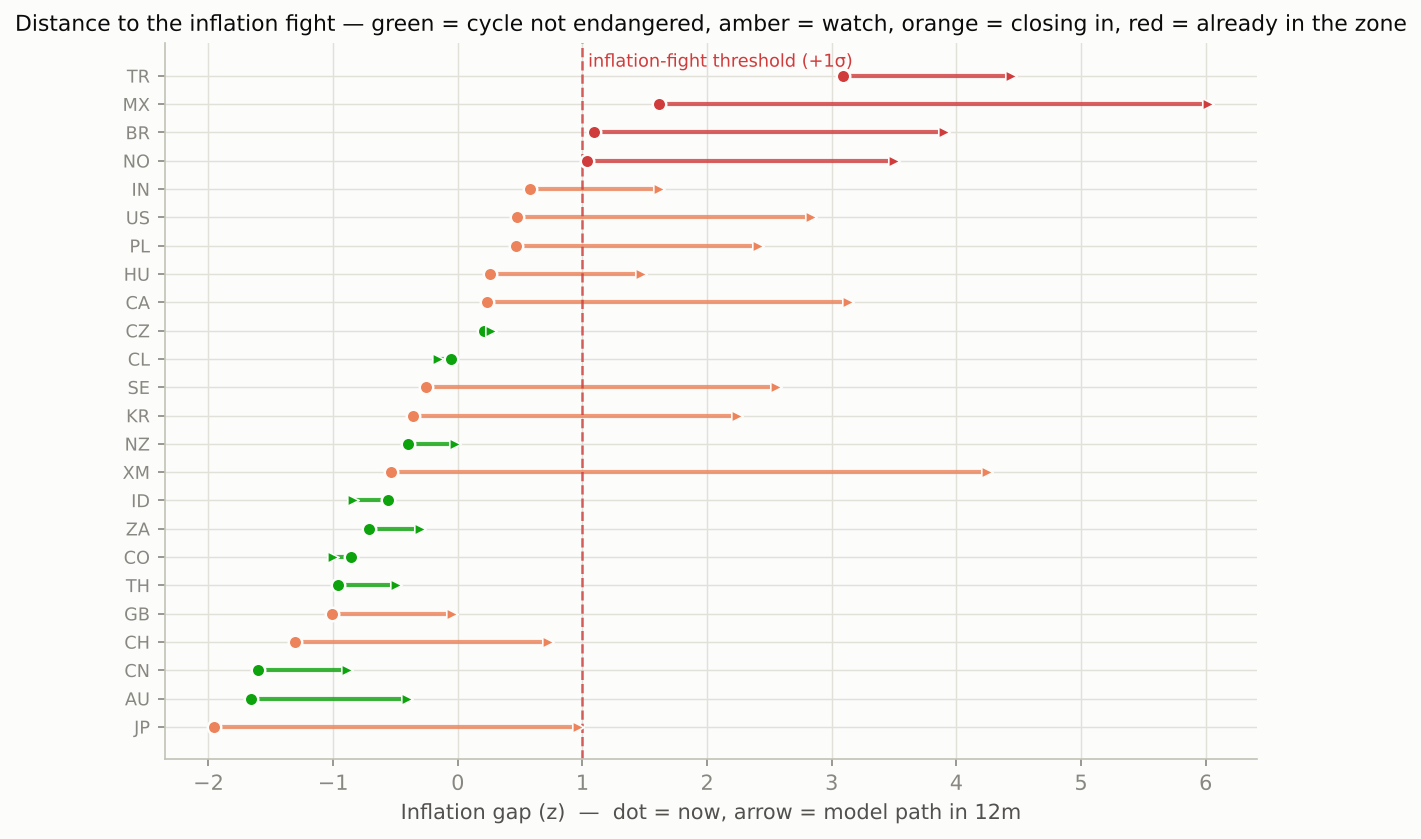 Distance to the inflation fight — green = cycle not endangered, amber = watch, orange = closing in, red = already in the zone
inflation-fight threshold (+1σ)
TR
MX
BR
NO
IN
US
PL
HU
CA
CZ
CL
SE
KR
NZ
XM
ID
ZA
CO
TH
GB
CH
CN
AU
JP
−2 −1 0 1 2 3 4 5 6
Inflation gap (z) — dot = now, arrow = model path in 12m